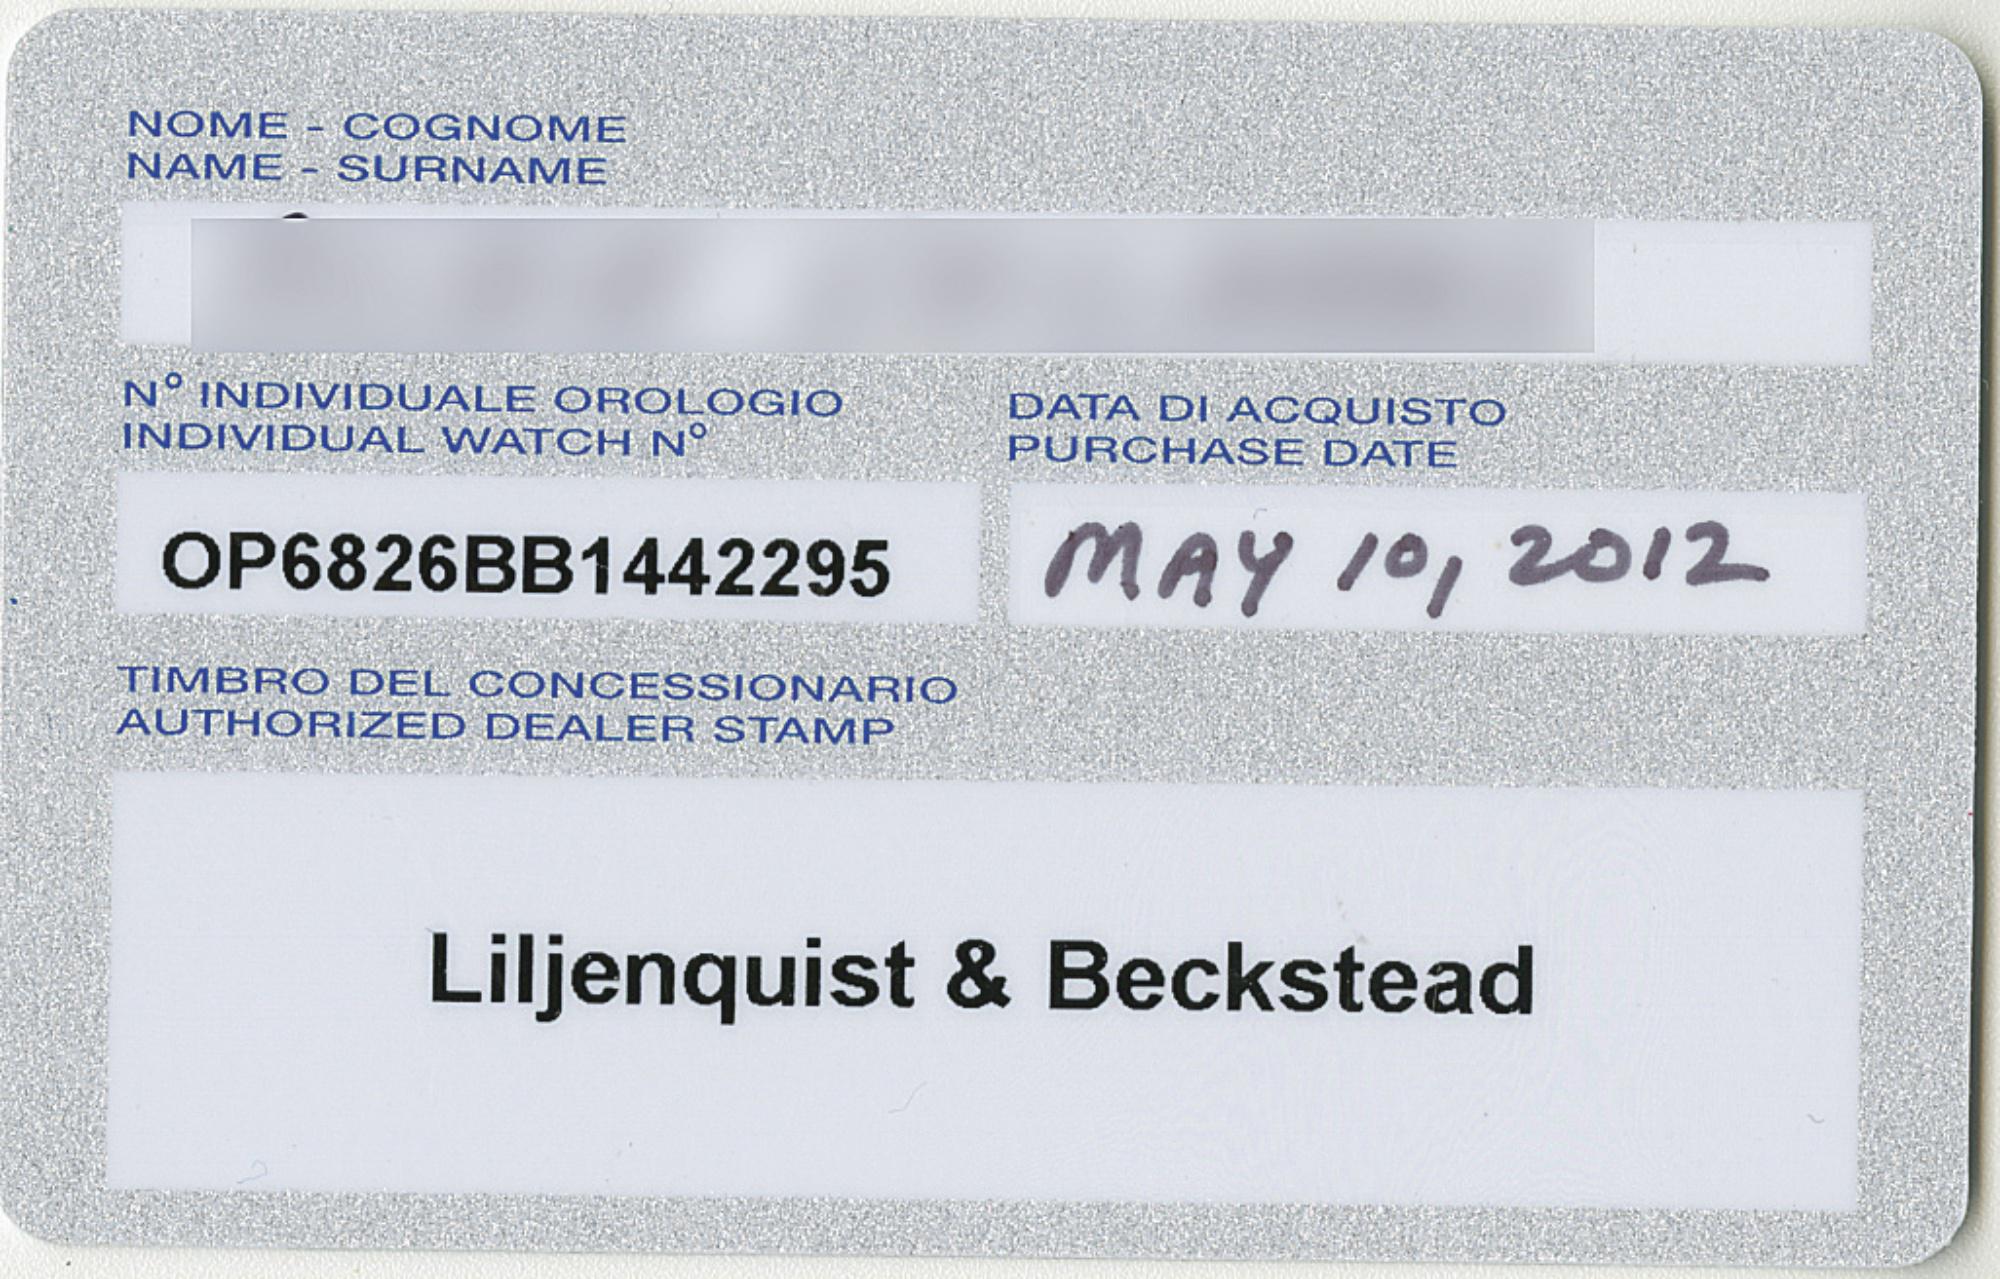 NOME - COGNOME
NAME - SURNAME
N° INDIVIDUALE OROLOGIO
INDIVIDUAL WATCH N°
OP6826BB1442295
DATA DI ACQUISTO
PURCHASE DATE
MAY 10, 2012
TIMBRO DEL CONCESSIONARIO
AUTHORIZED DEALER STAMP
Liljenquist & Beckstead